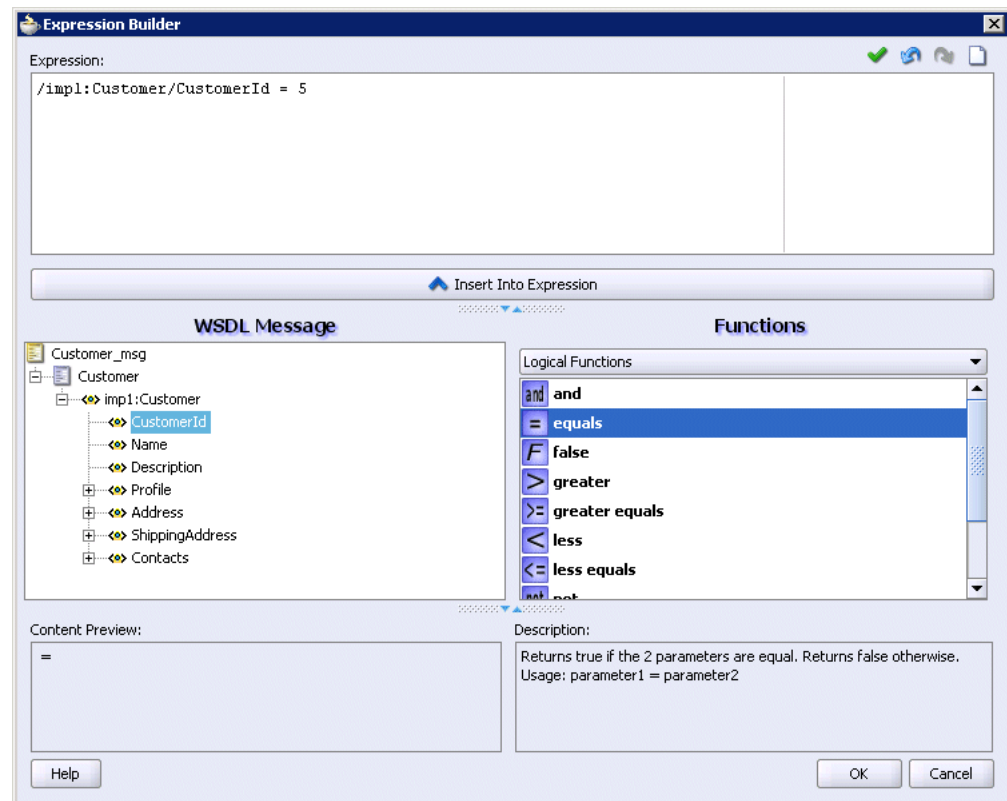 Expression Builder
Expression:
/imp1:Customer/CustomerId = 5
Insert Into Expression
WSDL Message
Customer_msg
Customer
imp1:Customer
CustomerId
Name
Description
Profile
Address
ShippingAddress
Contacts
Functions
Logical Functions
and and
= equals
F false
> greater
>= greater equals
< less
<= less equals
not not
Content Preview:
=
Description:
Returns true if the 2 parameters are equal. Returns false otherwise.
Usage: parameter1 = parameter2
Help
OK
Cancel